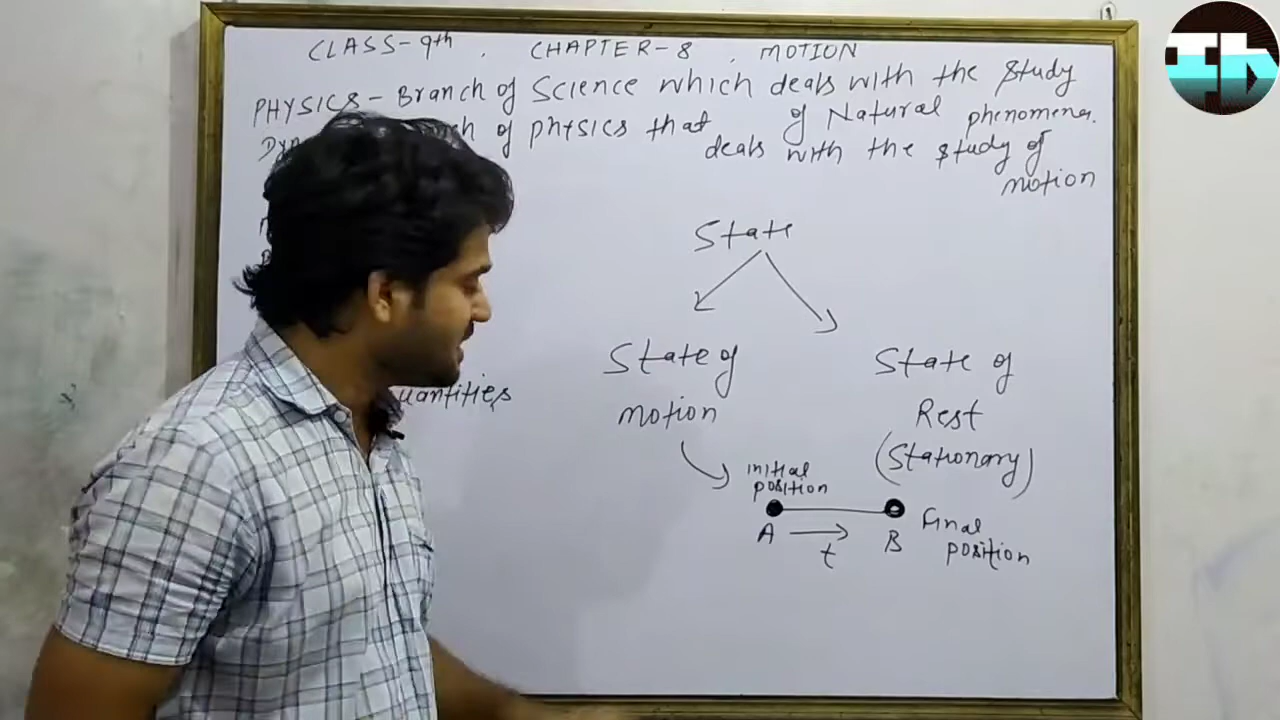 CLASS-9th, CHAPTER-8, MOTION
PHYSICS - Branch of Science which deals with the study
of Natural phenomena.
of physics that
deals with the study of
motion
State
State of
motion
State of
Rest
(Stationary)
uantities
initial
position
A
t
B
Final
position